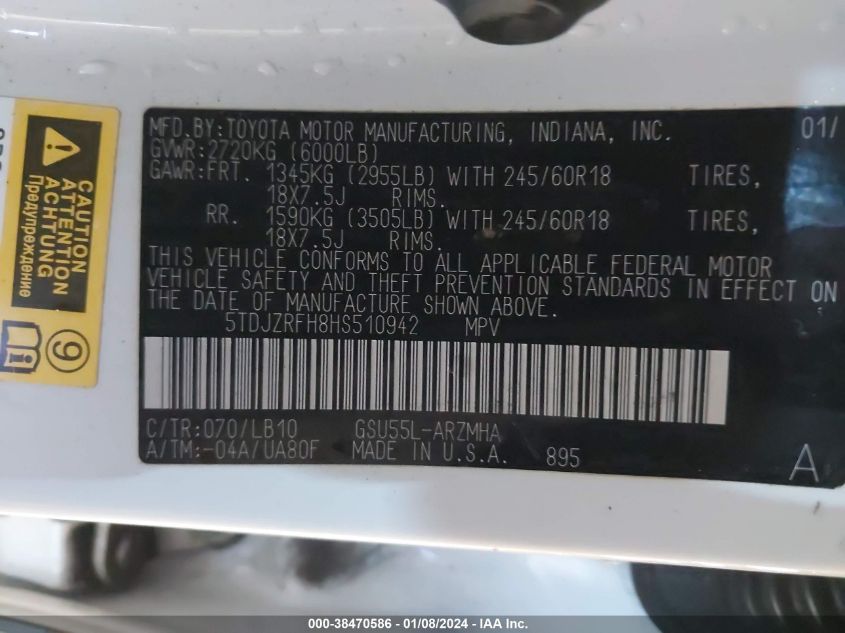 MFD.BY:TOYOTA MOTOR MANUFACTURING, INDIANA, INC. 01/
GVWR:2720KG (6000LB)
GAWR:FRT. 1345KG (2955LB) WITH 245/60R18 TIRES,
18X7.5J RIMS.
RR. 1590KG (3505LB) WITH 245/60R18 TIRES,
18X7.5J RIMS.
THIS VEHICLE CONFORMS TO ALL APPLICABLE FEDERAL MOTOR
VEHICLE SAFETY AND THEFT PREVENTION STANDARDS IN EFFECT ON
THE DATE OF MANUFACTURE SHOWN ABOVE.
5TDJZRFH8HS510942 MPV
C/TR:070/LB10 GSU55L-ARZMHA
A/TM:-04A/UA80F MADE IN U.S.A. 895
A
CAUTION
ATTENTION
ACHTUNG
Предупреждение
9
000-38470586 - 01/08/2024 - IAA Inc.